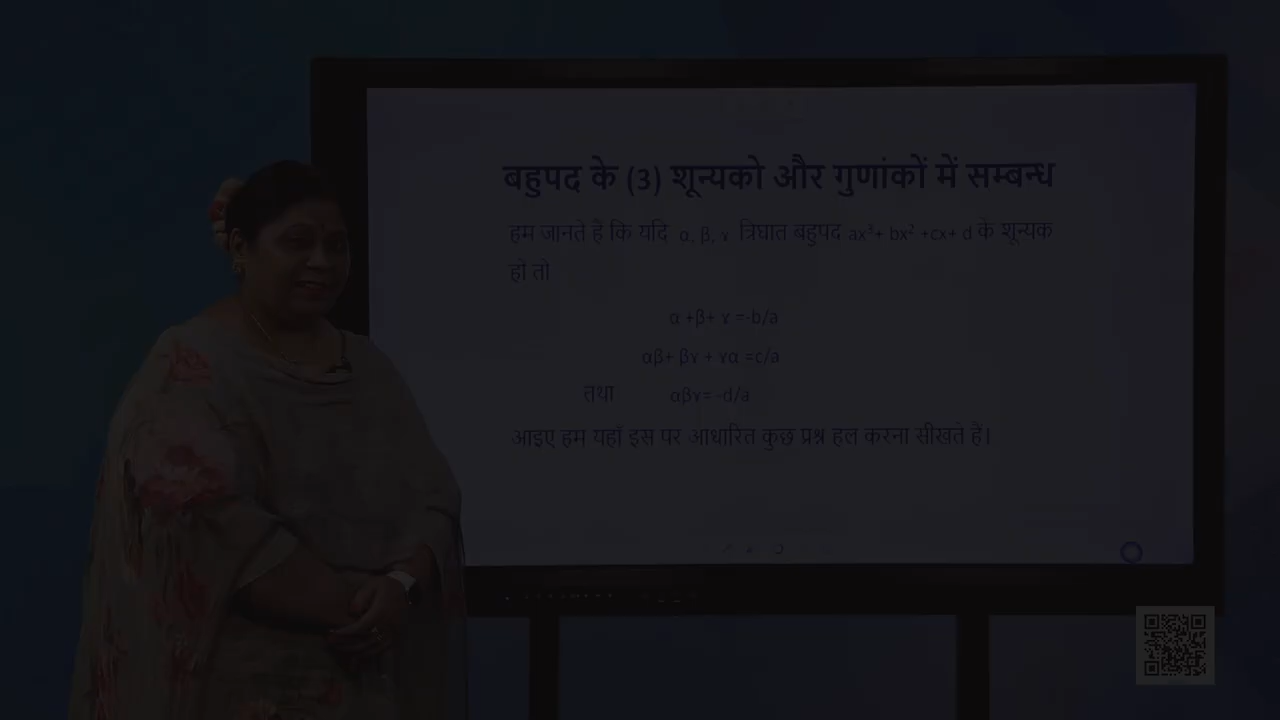 बहुपद के (3) शून्यको और गुणांकों में सम्बन्ध
हम जानते हैं कि यदि α, β, γ त्रिघात बहुपद ax³+ bx² +cx+ d के शून्यक
हो तो
α +β+ γ =-b/a
αβ+ βγ + γα =c/a
तथा αβγ= -d/a
आइए हम यहाँ इस पर आधारित कुछ प्रश्न हल करना सीखते हैं।